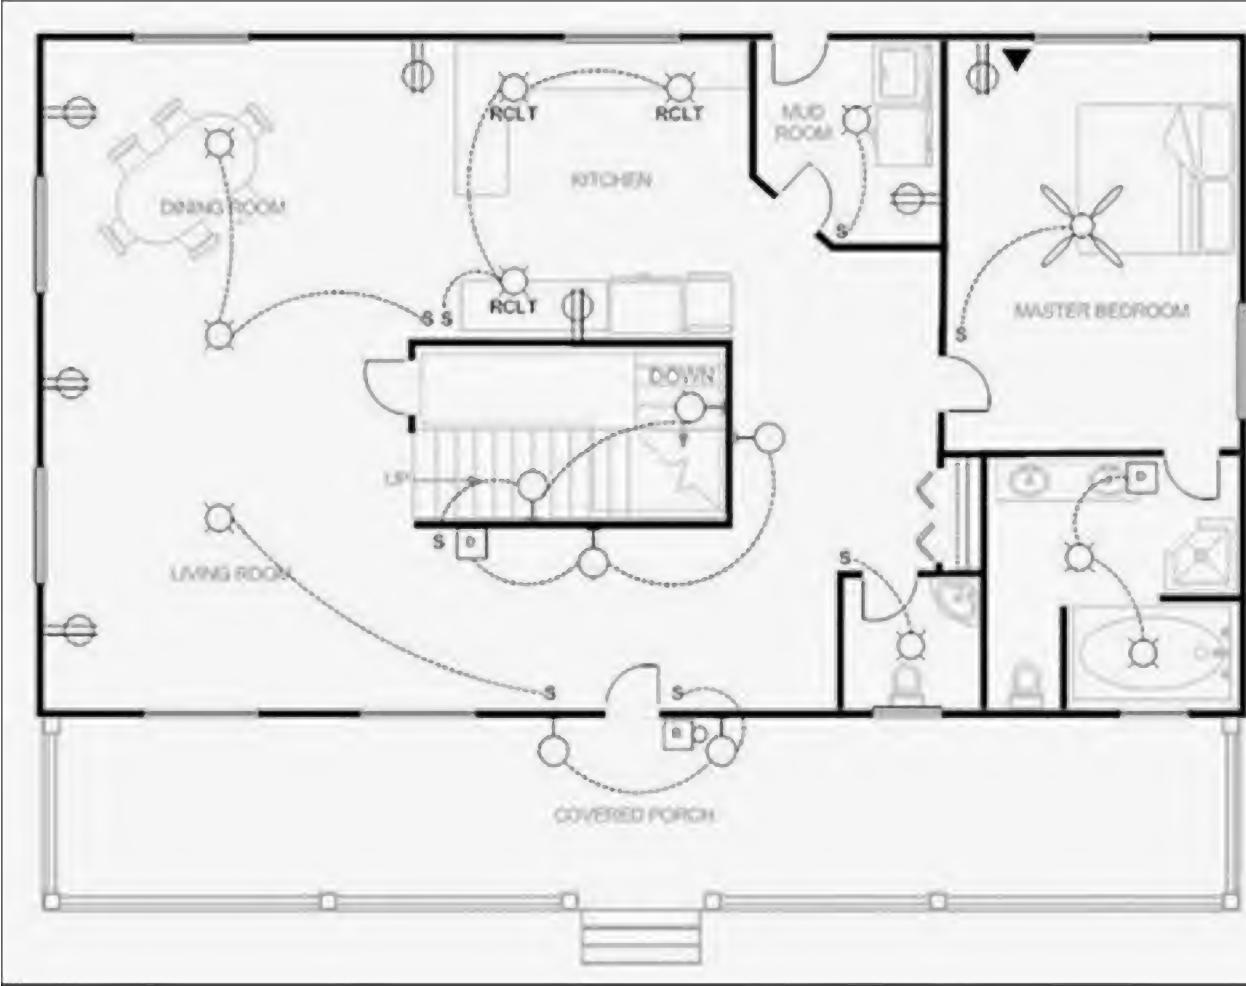 RCLT
RCLT
MUD
ROOM
KITCHEN
DINING ROOM
S
RCLT
S S
MASTER BEDROOM
S
DOWN
UP
D
S
D
S
LIVING ROOM
S
S
COVERED PORCH